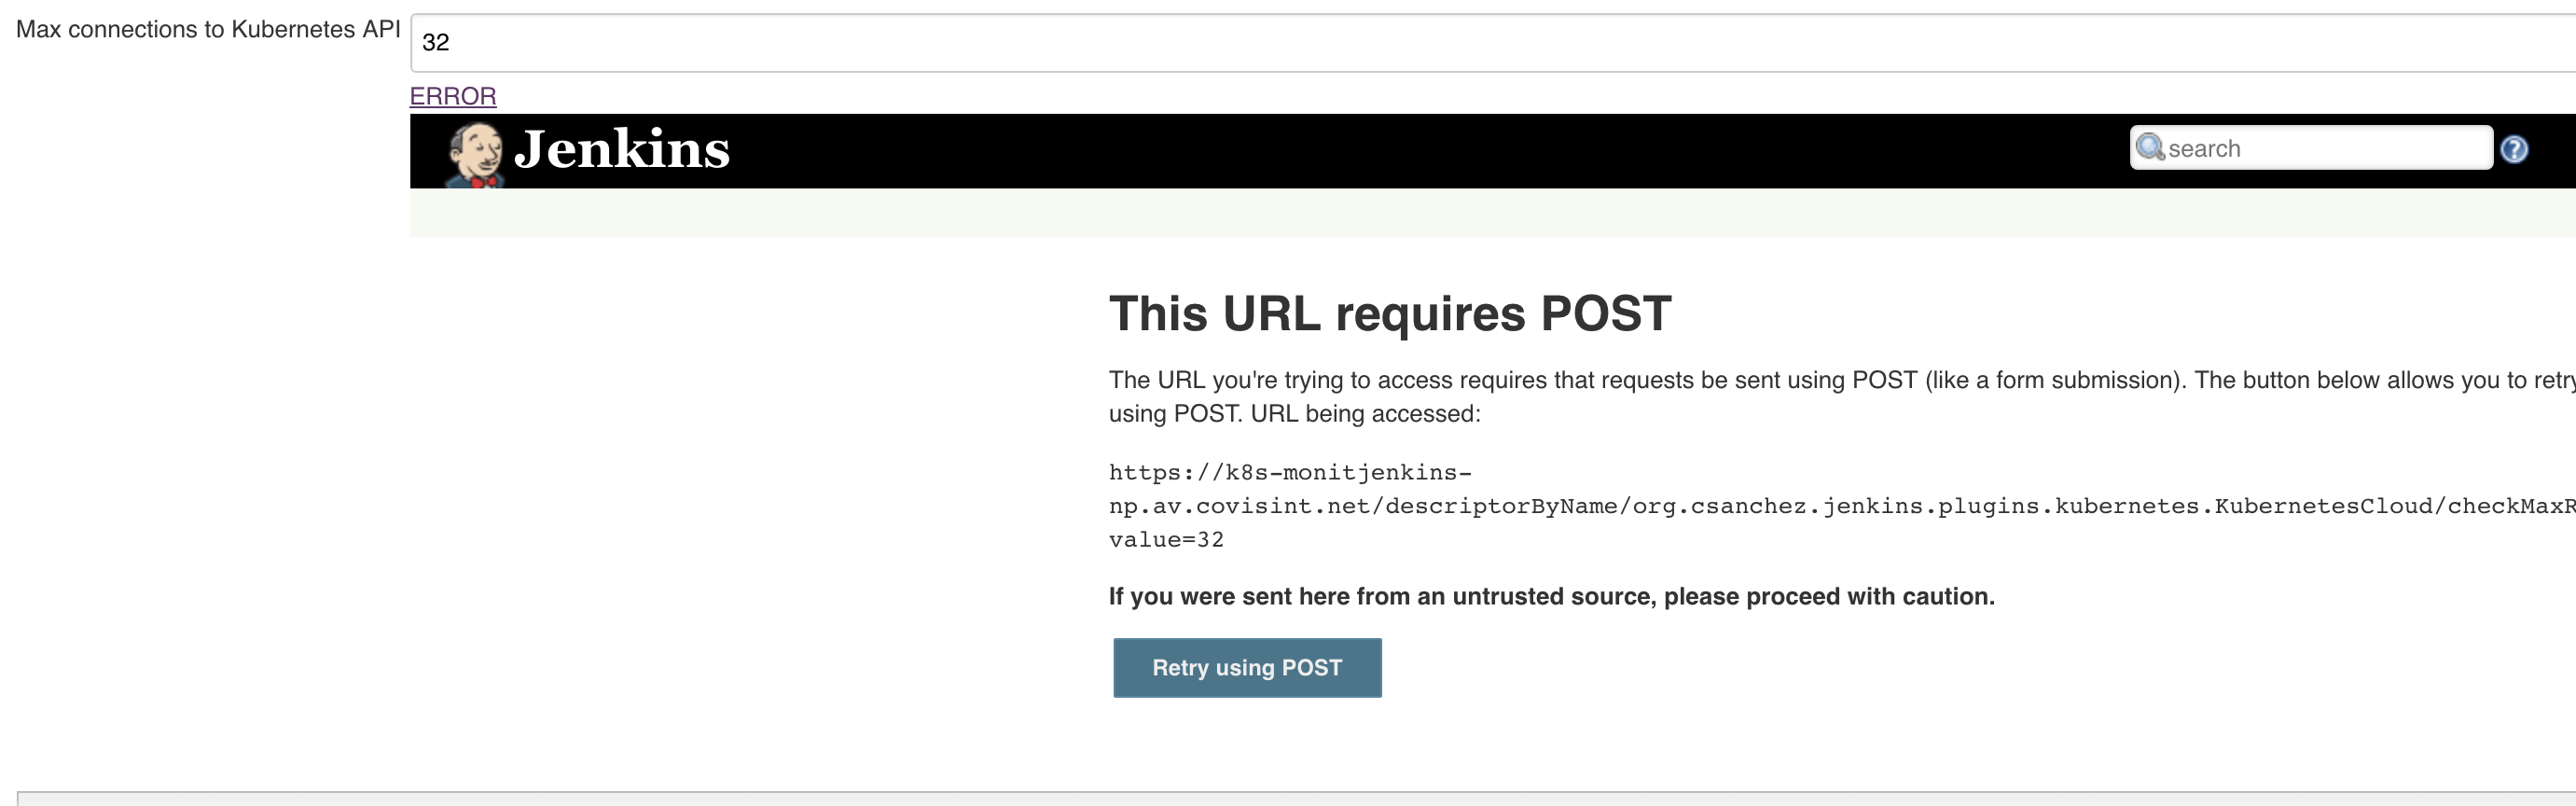 Max connections to Kubernetes API
32
ERROR
Jenkins
search
?
This URL requires POST
The URL you're trying to access requires that requests be sent using POST (like a form submission). The button below allows you to retry
using POST. URL being accessed:
https://k8s-monitjenkins-
np.av.covisint.net/descriptorByName/org.csanchez.jenkins.plugins.kubernetes.KubernetesCloud/checkMaxR
value=32
If you were sent here from an untrusted source, please proceed with caution.
Retry using POST